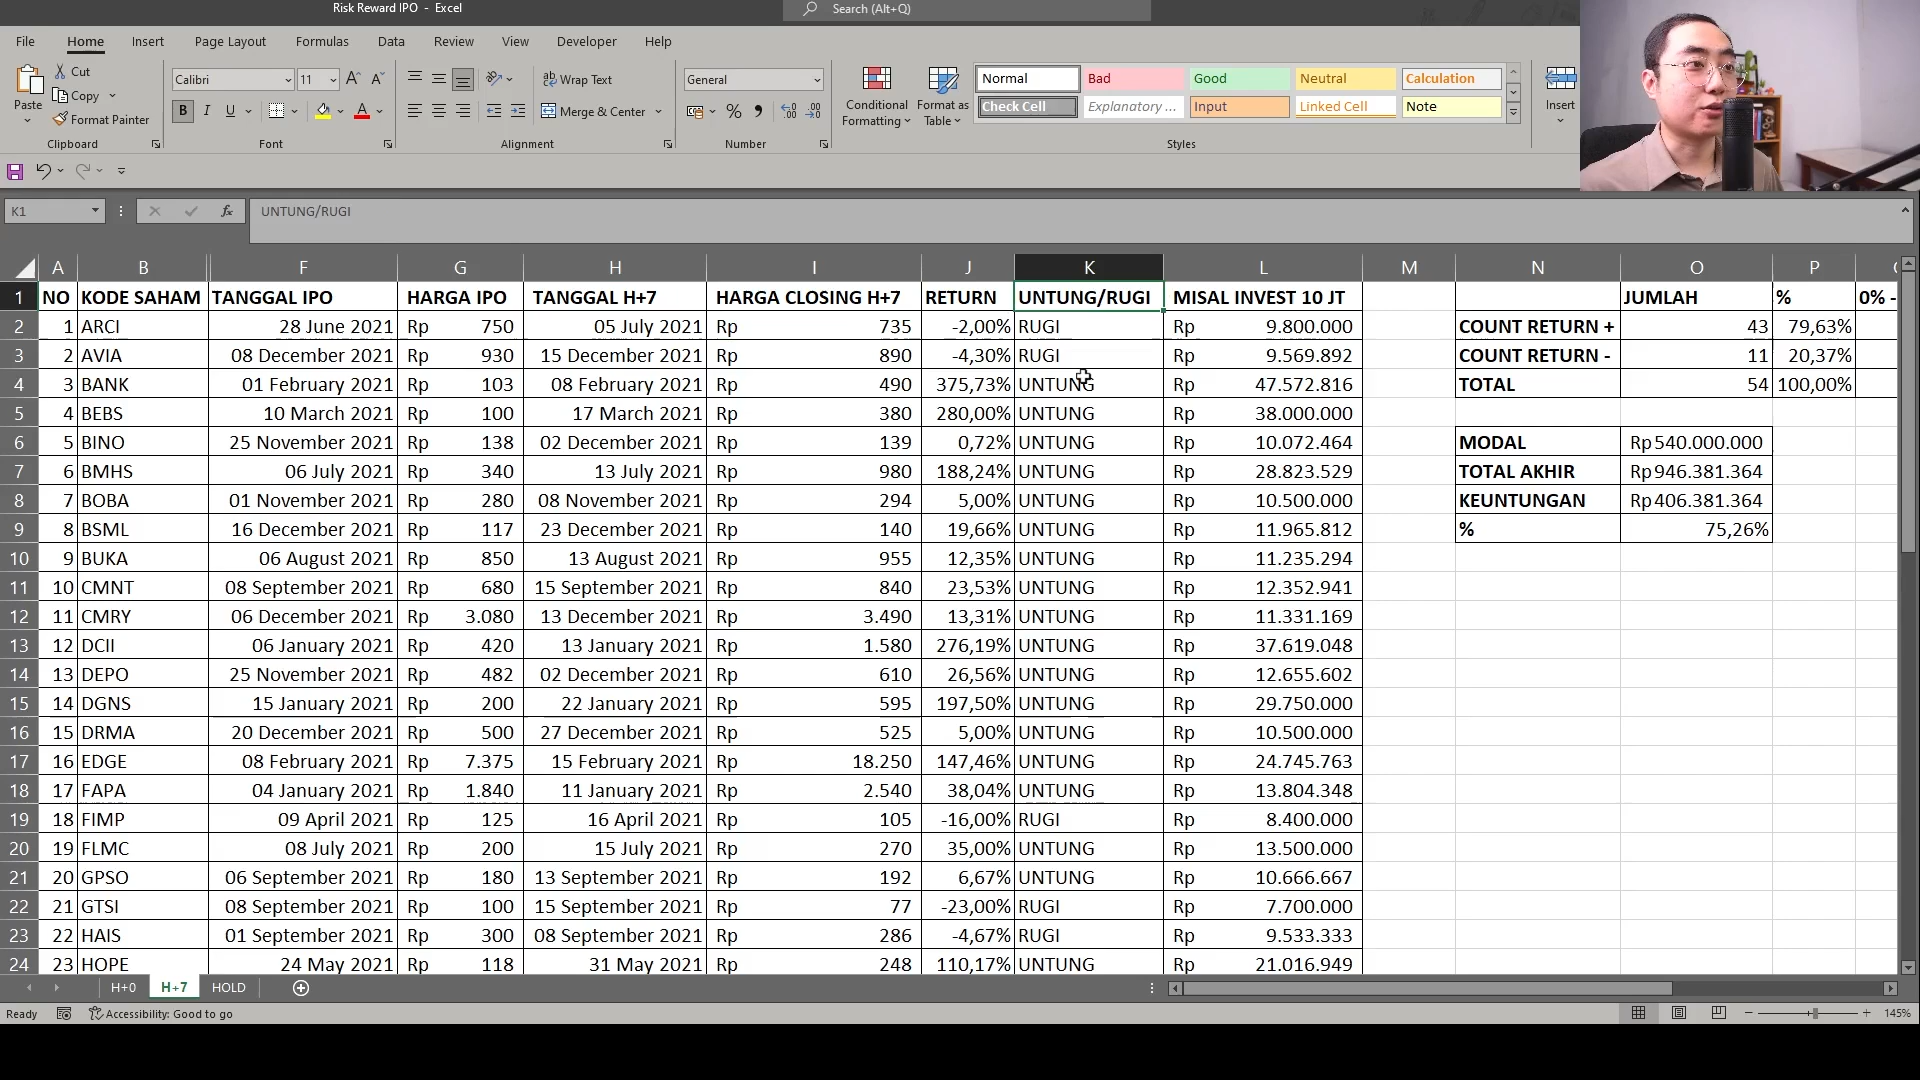 Risk Reward IPO - Excel
Search (Alt+Q)
File Home Insert Page Layout Formulas Data Review View Developer Help
Paste
Cut
Copy
Format Painter
Clipboard
Calibri 11
B I U
Font
Wrap Text
Merge & Center
Alignment
General
Number
Conditional Formatting
Format as Table
Normal Bad Good Neutral Calculation
Check Cell Explanatory ... Input Linked Cell Note
Styles
Insert
K1 fx UNTUNG/RUGI
A B F G H I J K L M N O P
1 NO KODE SAHAM TANGGAL IPO HARGA IPO TANGGAL H+7 HARGA CLOSING H+7 RETURN UNTUNG/RUGI MISAL INVEST 10 JT JUMLAH % 0% -
2 1 ARCI 28 June 2021 Rp 750 05 July 2021 Rp 735 -2,00% RUGI Rp 9.800.000 COUNT RETURN + 43 79,63%
3 2 AVIA 08 December 2021 Rp 930 15 December 2021 Rp 890 -4,30% RUGI Rp 9.569.892 COUNT RETURN - 11 20,37%
4 3 BANK 01 February 2021 Rp 103 08 February 2021 Rp 490 375,73% UNTUNG Rp 47.572.816 TOTAL 54 100,00%
5 4 BEBS 10 March 2021 Rp 100 17 March 2021 Rp 380 280,00% UNTUNG Rp 38.000.000
6 5 BINO 25 November 2021 Rp 138 02 December 2021 Rp 139 0,72% UNTUNG Rp 10.072.464 MODAL Rp 540.000.000
7 6 BMHS 06 July 2021 Rp 340 13 July 2021 Rp 980 188,24% UNTUNG Rp 28.823.529 TOTAL AKHIR Rp 946.381.364
8 7 BOBA 01 November 2021 Rp 280 08 November 2021 Rp 294 5,00% UNTUNG Rp 10.500.000 KEUNTUNGAN Rp 406.381.364
9 8 BSML 16 December 2021 Rp 117 23 December 2021 Rp 140 19,66% UNTUNG Rp 11.965.812 % 75,26%
10 9 BUKA 06 August 2021 Rp 850 13 August 2021 Rp 955 12,35% UNTUNG Rp 11.235.294
11 10 CMNT 08 September 2021 Rp 680 15 September 2021 Rp 840 23,53% UNTUNG Rp 12.352.941
12 11 CMRY 06 December 2021 Rp 3.080 13 December 2021 Rp 3.490 13,31% UNTUNG Rp 11.331.169
13 12 DCII 06 January 2021 Rp 420 13 January 2021 Rp 1.580 276,19% UNTUNG Rp 37.619.048
14 13 DEPO 25 November 2021 Rp 482 02 December 2021 Rp 610 26,56% UNTUNG Rp 12.655.602
15 14 DGNS 15 January 2021 Rp 200 22 January 2021 Rp 595 197,50% UNTUNG Rp 29.750.000
16 15 DRMA 20 December 2021 Rp 500 27 December 2021 Rp 525 5,00% UNTUNG Rp 10.500.000
17 16 EDGE 08 February 2021 Rp 7.375 15 February 2021 Rp 18.250 147,46% UNTUNG Rp 24.745.763
18 17 FAPA 04 January 2021 Rp 1.840 11 January 2021 Rp 2.540 38,04% UNTUNG Rp 13.804.348
19 18 FIMP 09 April 2021 Rp 125 16 April 2021 Rp 105 -16,00% RUGI Rp 8.400.000
20 19 FLMC 08 July 2021 Rp 200 15 July 2021 Rp 270 35,00% UNTUNG Rp 13.500.000
21 20 GPSO 06 September 2021 Rp 180 13 September 2021 Rp 192 6,67% UNTUNG Rp 10.666.667
22 21 GTSI 08 September 2021 Rp 100 15 September 2021 Rp 77 -23,00% RUGI Rp 7.700.000
23 22 HAIS 01 September 2021 Rp 300 08 September 2021 Rp 286 -4,67% RUGI Rp 9.533.333
24 23 HOPE 24 May 2021 Rp 118 31 May 2021 Rp 248 110,17% UNTUNG Rp 21.016.949
H+0 H+7 HOLD
Ready Accessibility: Good to go 145%